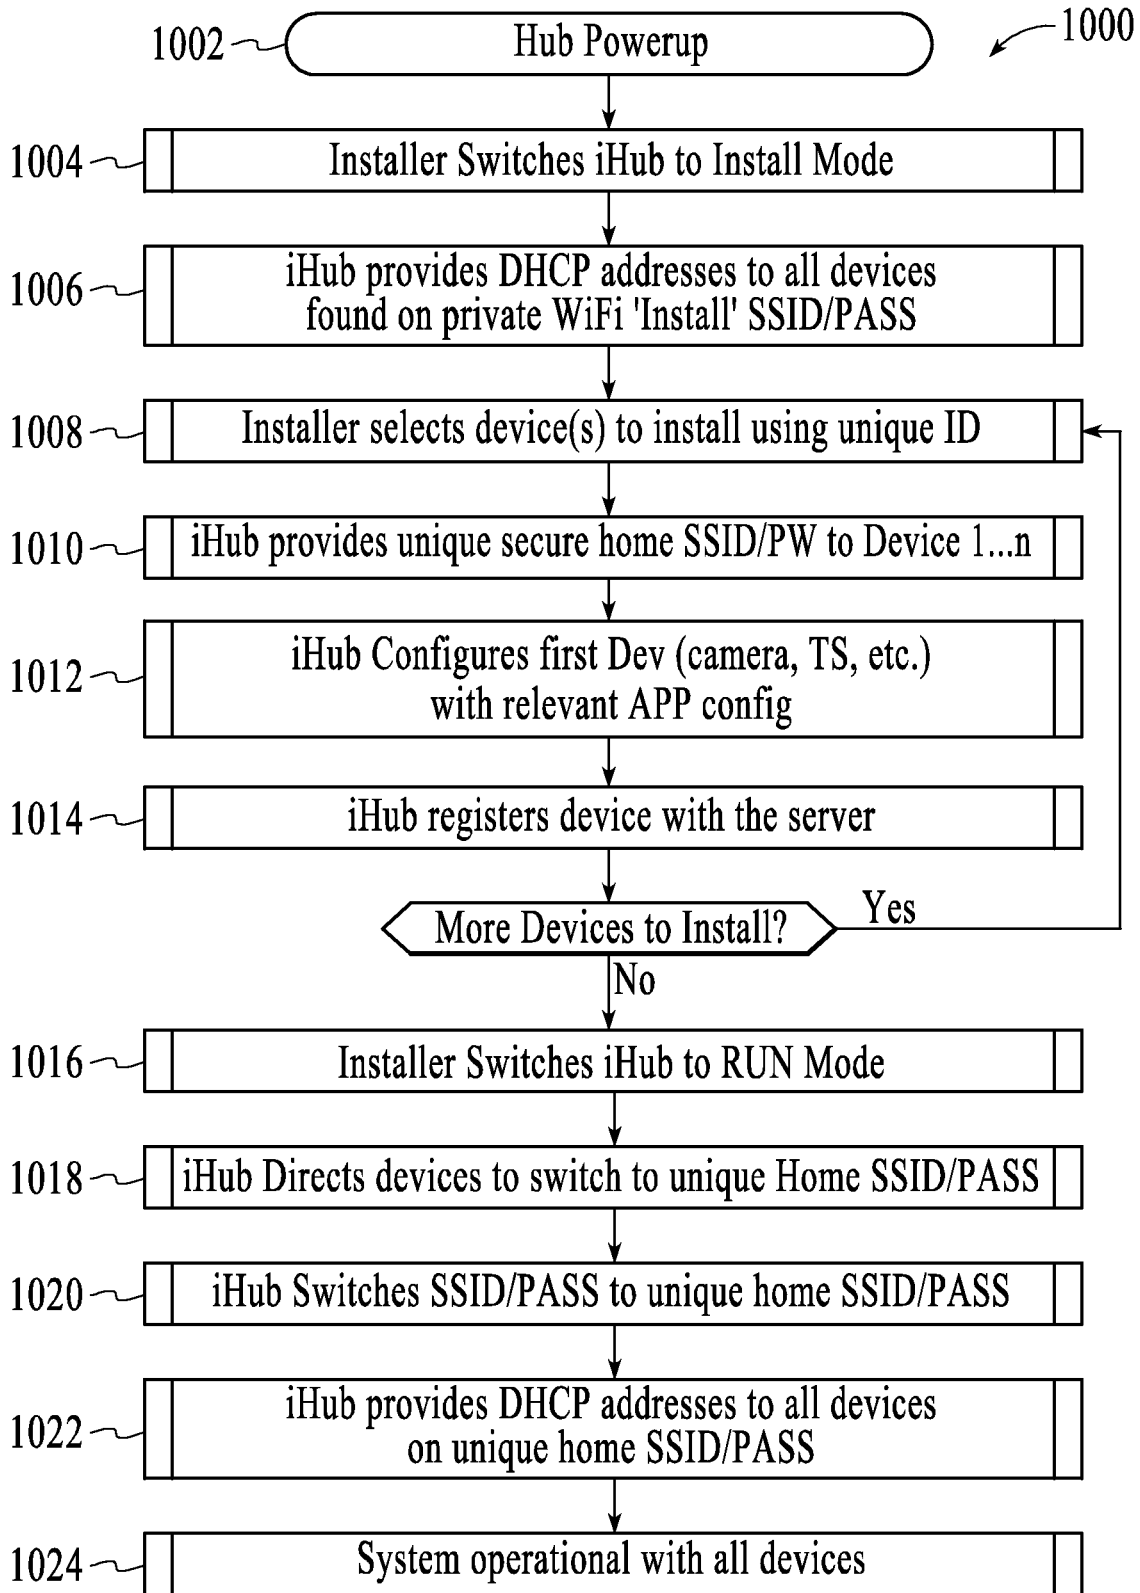 1000
1002 Hub Powerup
1004 Installer Switches iHub to Install Mode
1006 iHub provides DHCP addresses to all devices
found on private WiFi 'Install' SSID/PASS
1008 Installer selects device(s) to install using unique ID
1010 iHub provides unique secure home SSID/PW to Device 1...n
1012 iHub Configures first Dev (camera, TS, etc.)
with relevant APP config
1014 iHub registers device with the server
More Devices to Install? Yes
No
1016 Installer Switches iHub to RUN Mode
1018 iHub Directs devices to switch to unique Home SSID/PASS
1020 iHub Switches SSID/PASS to unique home SSID/PASS
1022 iHub provides DHCP addresses to all devices
on unique home SSID/PASS
1024 System operational with all devices